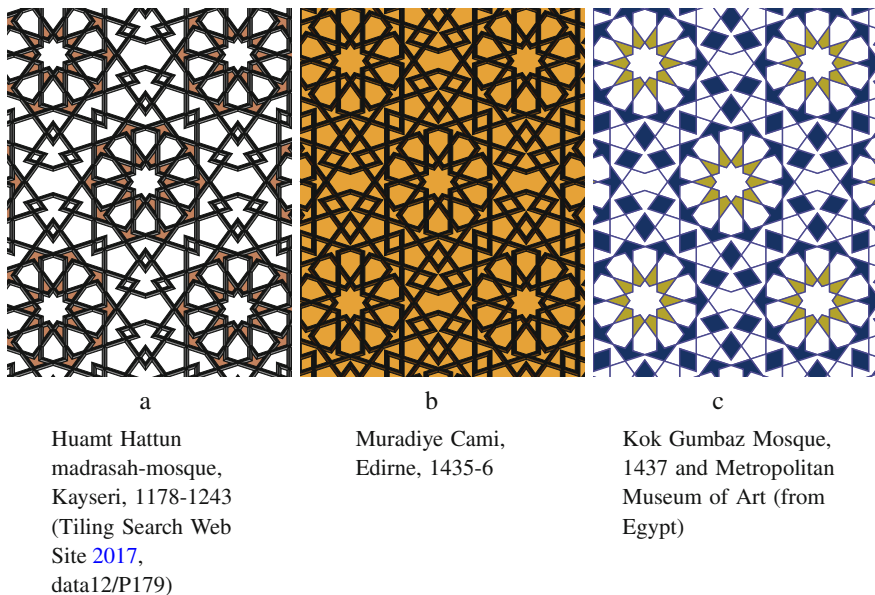 a
Huamt Hattun
madrasah-mosque,
Kayseri, 1178-1243
(Tiling Search Web
Site 2017,
data12/P179)
b
Muradiye Cami,
Edirne, 1435-6
c
Kok Gumbaz Mosque,
1437 and Metropolitan
Museum of Art (from
Egypt)